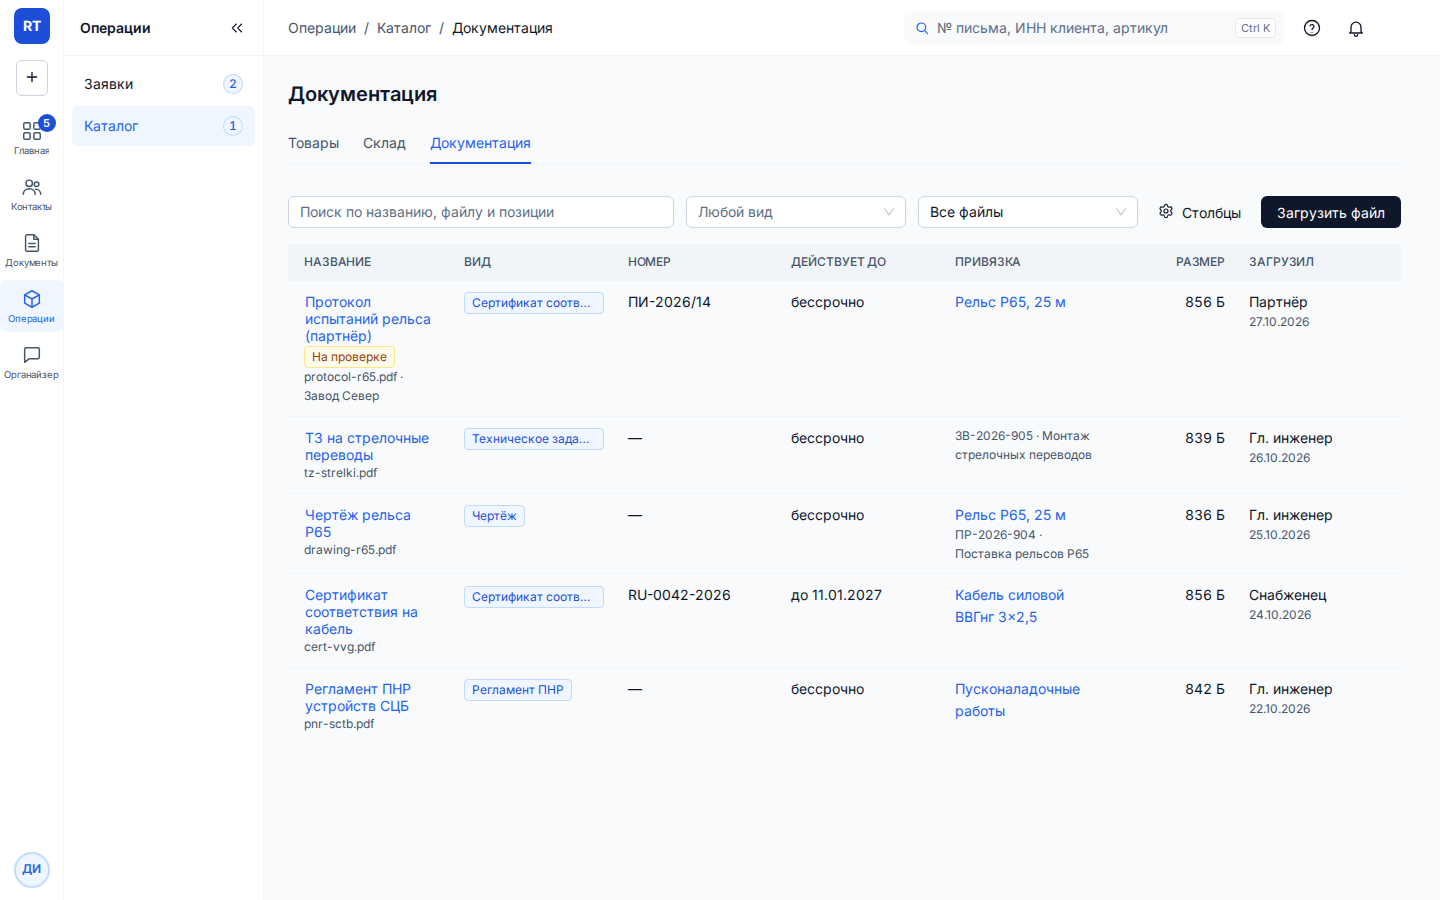 RT
Операции
Операции / Каталог / Документация
№ письма, ИНН клиента, артикул
Ctrl K
+
5
Главная
Контакты
Документы
Операции
Органайзер
ДИ
Заявки
2
Каталог
1
Документация
Товары
Склад
Документация
Поиск по названию, файлу и позиции
Любой вид
Все файлы
Столбцы
Загрузить файл
НАЗВАНИЕ
ВИД
НОМЕР
ДЕЙСТВУЕТ ДО
ПРИВЯЗКА
РАЗМЕР
ЗАГРУЗИЛ
Протокол
испытаний рельса
(партнёр)
На проверке
protocol-r65.pdf ·
Завод Север
Сертификат соотв...
ПИ-2026/14
бессрочно
Рельс Р65, 25 м
856 Б
Партнёр
27.10.2026
ТЗ на стрелочные
переводы
tz-strelki.pdf
Техническое зада...
—
бессрочно
ЗВ-2026-905 · Монтаж
стрелочных переводов
839 Б
Гл. инженер
26.10.2026
Чертёж рельса
Р65
drawing-r65.pdf
Чертёж
—
бессрочно
Рельс Р65, 25 м
ПР-2026-904 ·
Поставка рельсов Р65
836 Б
Гл. инженер
25.10.2026
Сертификат
соответствия на
кабель
cert-vvg.pdf
Сертификат соотв...
RU-0042-2026
до 11.01.2027
Кабель силовой
ВВГнг 3×2,5
856 Б
Снабженец
24.10.2026
Регламент ПНР
устройств СЦБ
pnr-sctb.pdf
Регламент ПНР
—
бессрочно
Пусконаладочные
работы
842 Б
Гл. инженер
22.10.2026